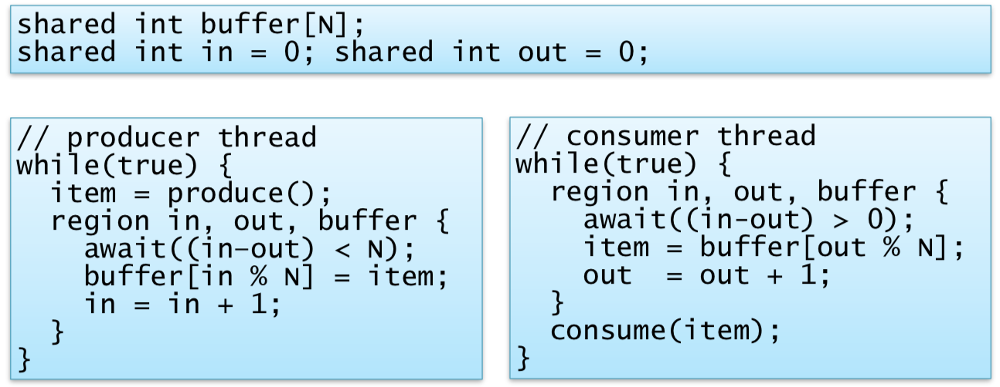 shared int buffer[N];
shared int in = 0; shared int out = 0;
// producer thread
while(true) {
  item = produce();
  region in, out, buffer {
    await((in-out) < N);
    buffer[in % N] = item;
    in = in + 1;
  }
}
// consumer thread
while(true) {
  region in, out, buffer {
    await((in-out) > 0);
    item = buffer[out % N];
    out  = out + 1;
  }
  consume(item);
}